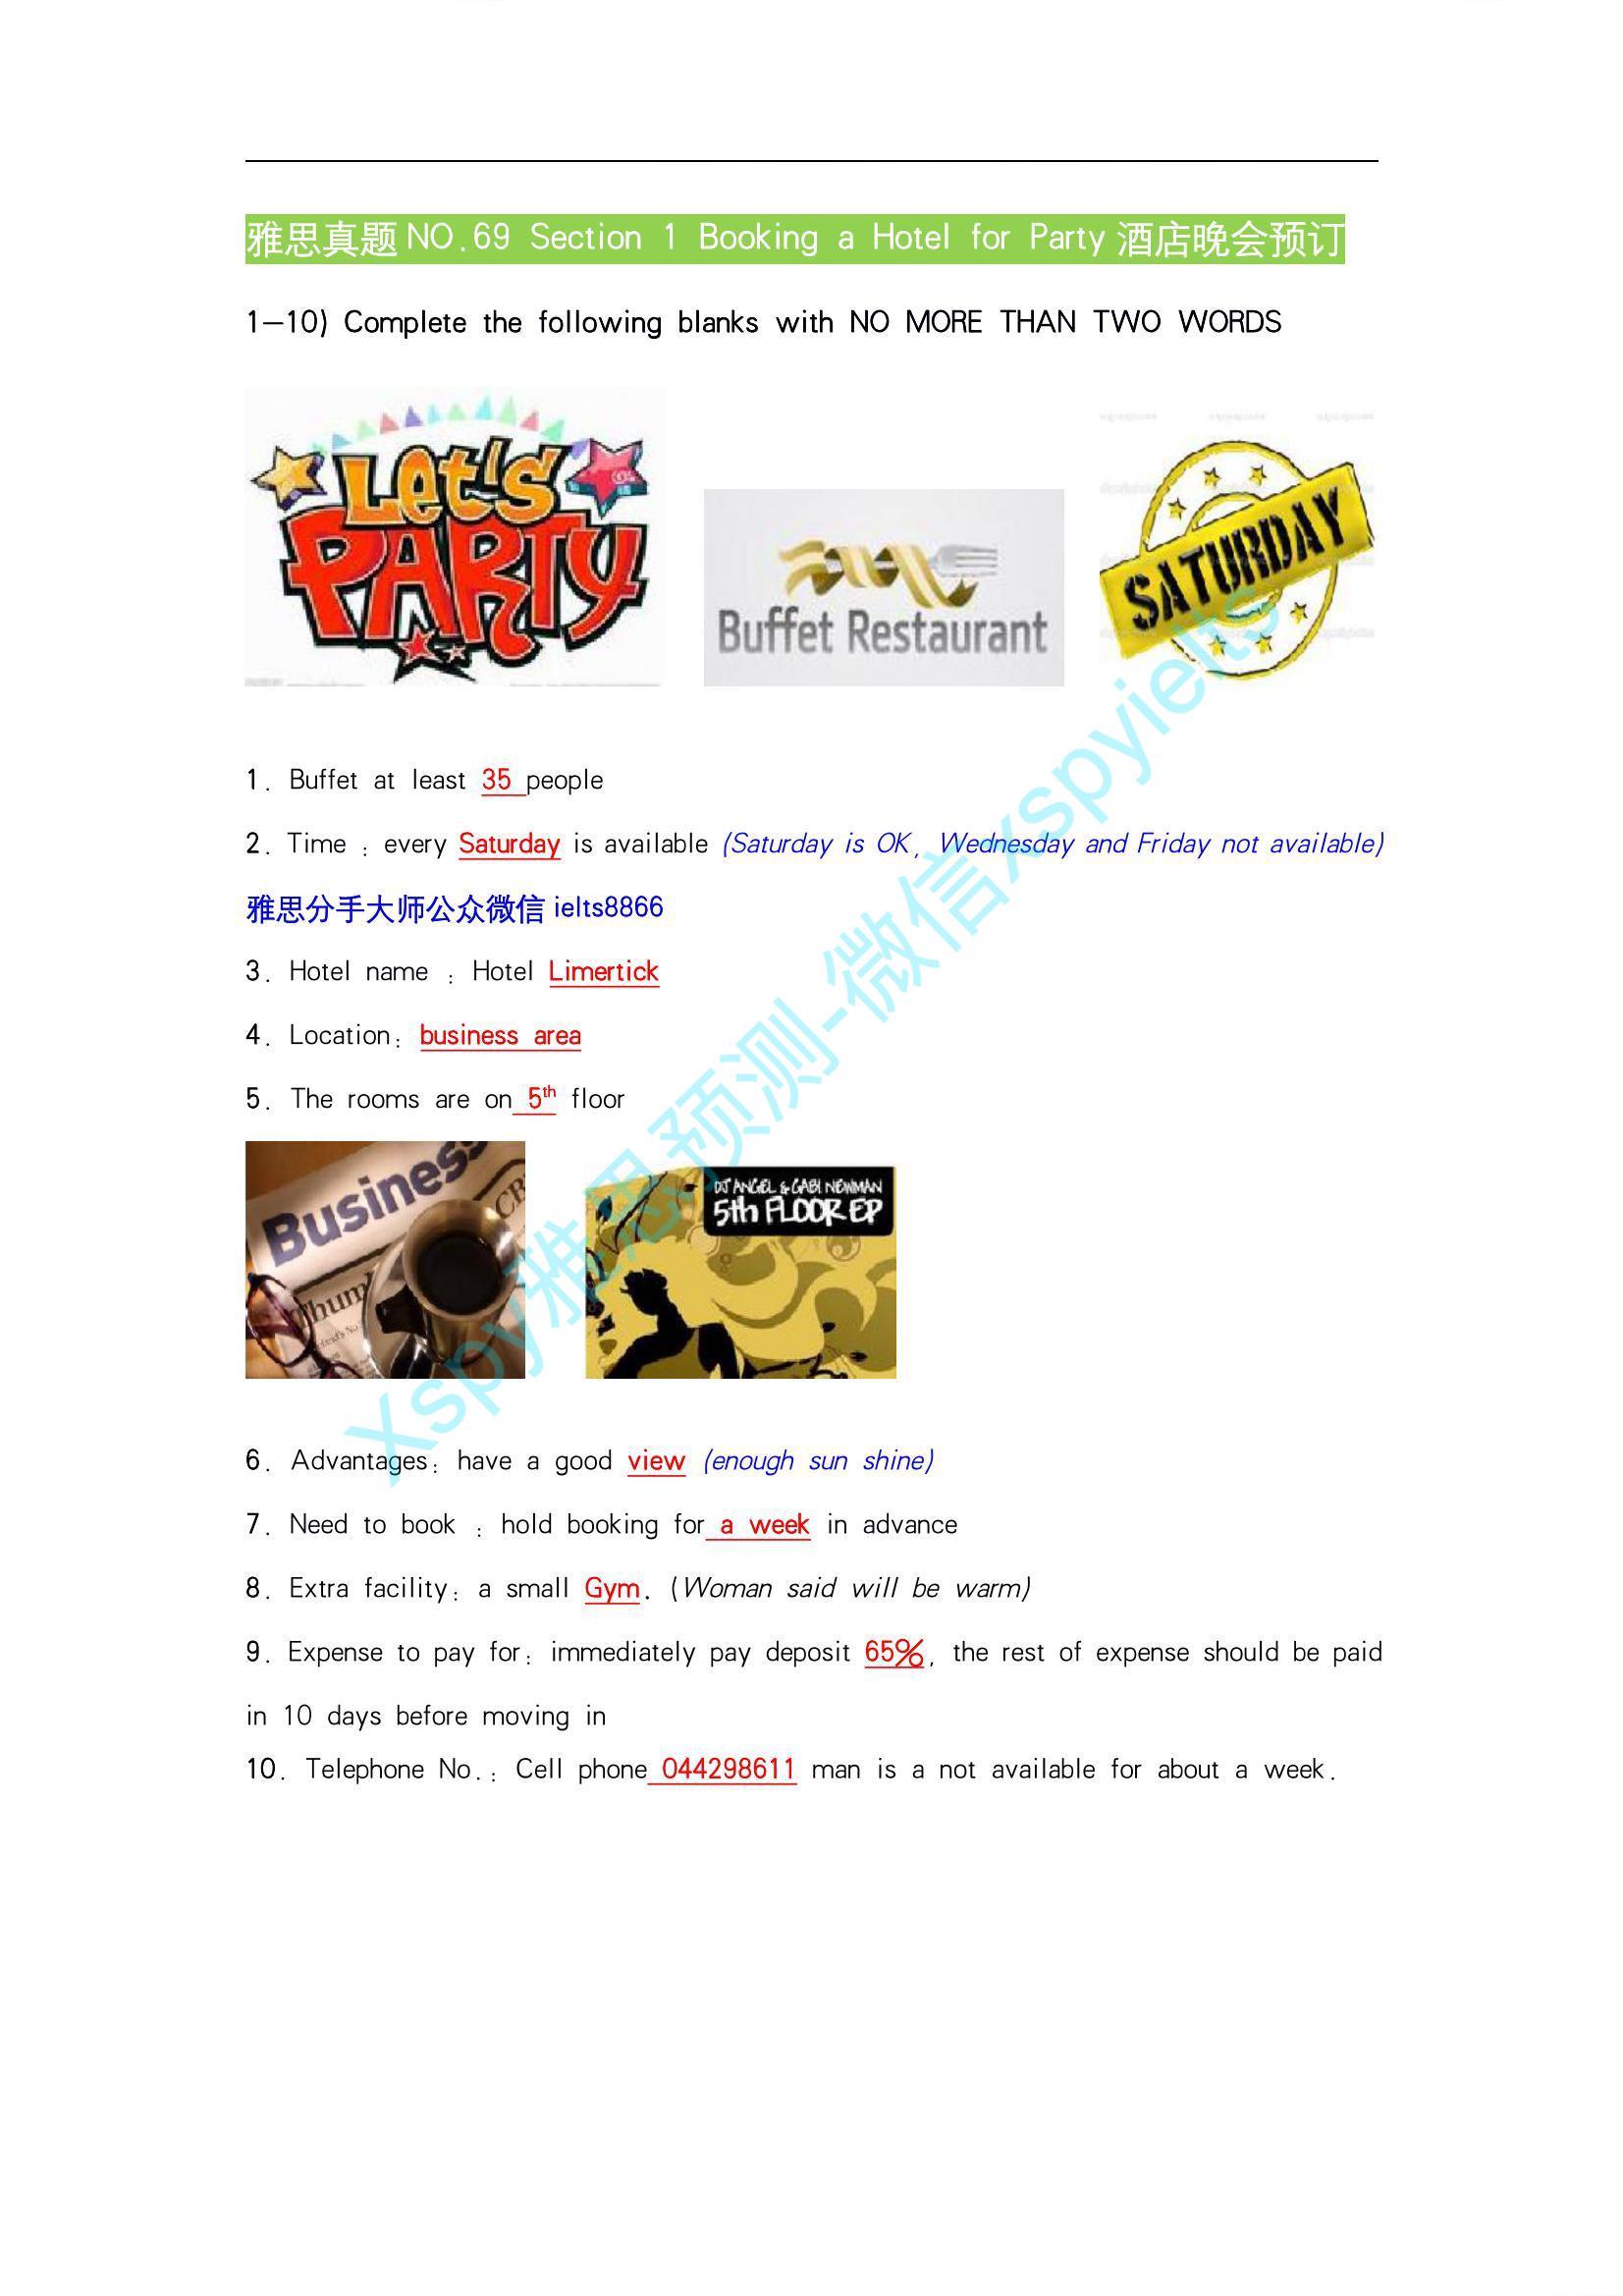 雅思真题NO.69 Section 1 Booking a Hotel for Party酒店晚会预订
1—10) Complete the following blanks with NO MORE THAN TWO WORDS
Let's
PARTY
Buffet Restaurant
SATURDAY
1. Buffet at least 35 people
2. Time : every Saturday is available (Saturday is OK, Wednesday and Friday not available)
雅思分手大师公众微信 ielts8866
3. Hotel name : Hotel Limertick
4. Location: business area
5. The rooms are on 5th floor
Business
DJ ANGEL & GABI NEWMAN
5th FLOOR EP
6. Advantages: have a good view (enough sun shine)
7. Need to book : hold booking for a week in advance
8. Extra facility: a small Gym. (Woman said will be warm)
9. Expense to pay for: immediately pay deposit 65%, the rest of expense should be paid
in 10 days before moving in
10. Telephone No.: Cell phone 044298611 man is a not available for about a week.
Xspy雅思预测-微信xspyielts